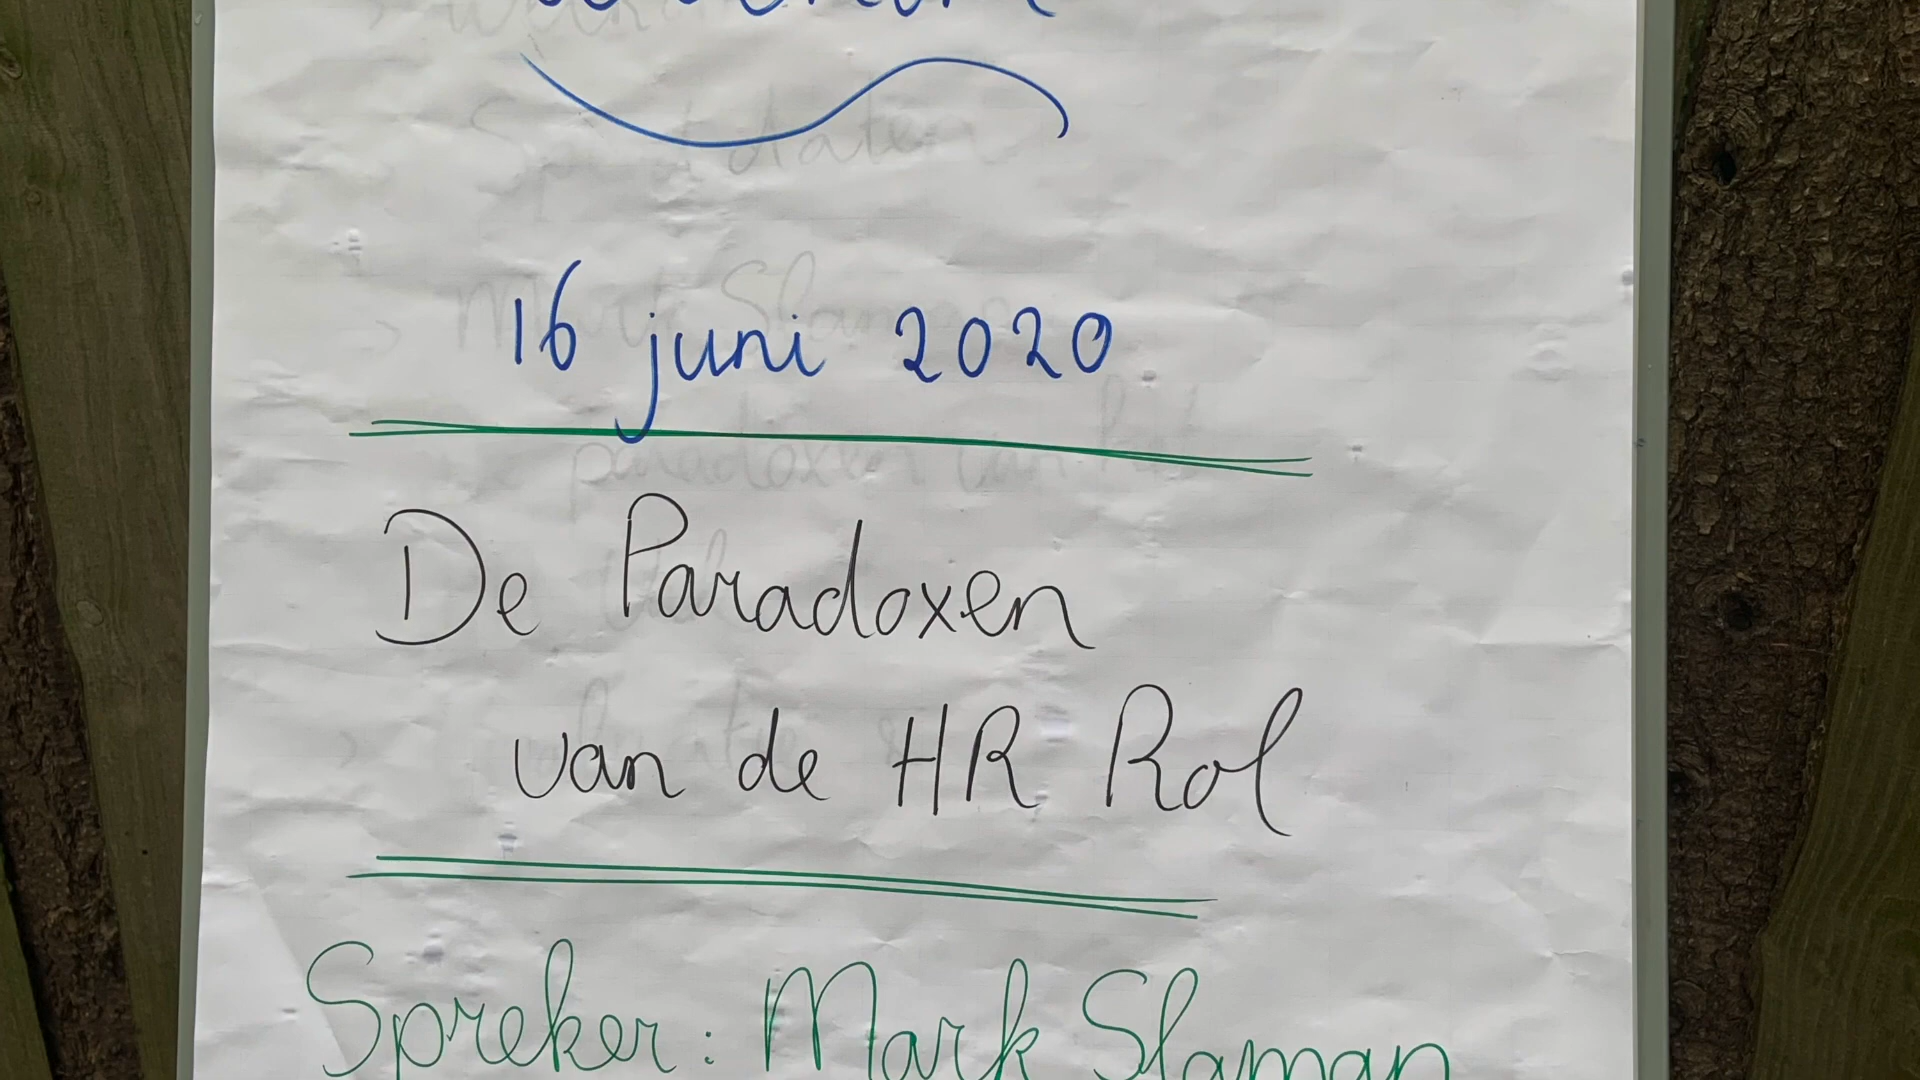 16 juni 2020
De Paradoxen
van de HR Rol
Spreker: Mark Slaman